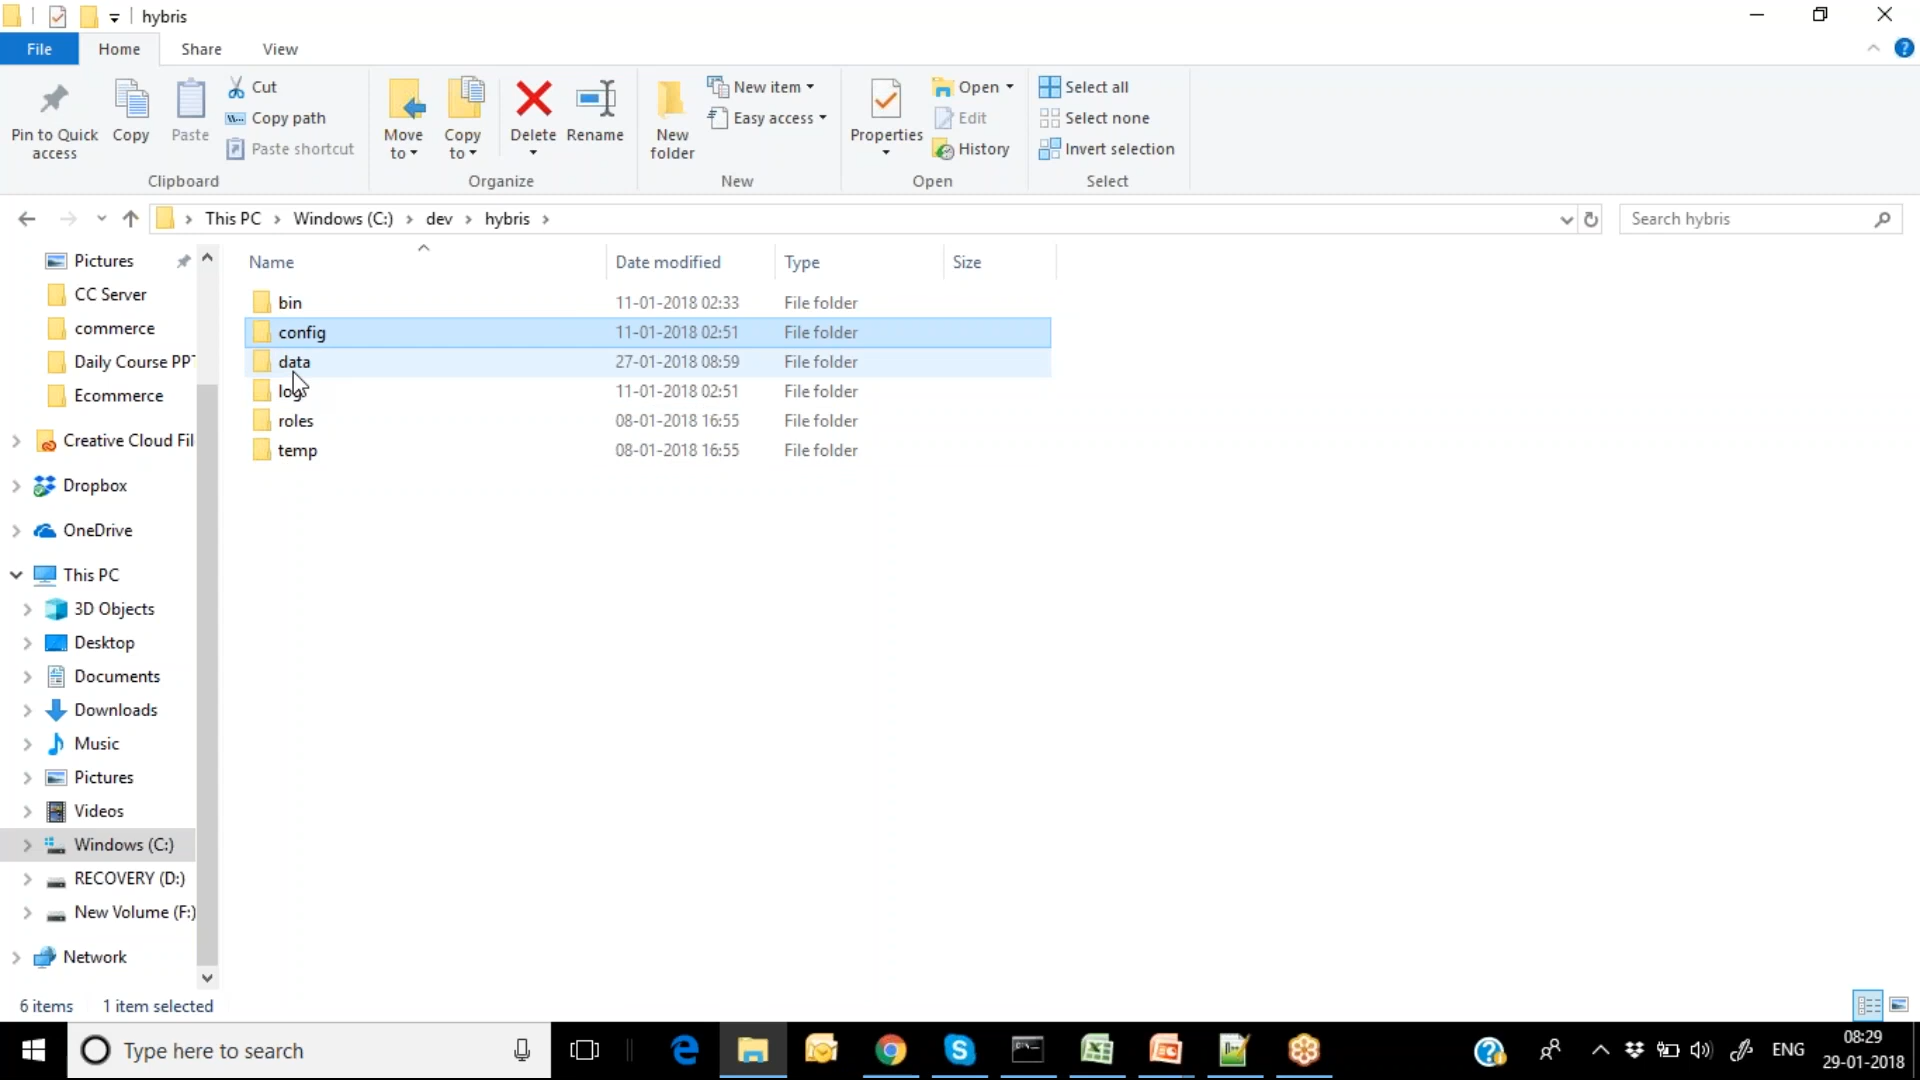 hybris
File
Home
Share
View
Pin to Quick access
Copy
Paste
Cut
Copy path
Paste shortcut
Clipboard
Move to
Copy to
Delete
Rename
Organize
New folder
New item
Easy access
New
Properties
Open
Edit
History
Open
Select all
Select none
Invert selection
Select
This PC
Windows (C:)
dev
hybris
Search hybris
Pictures
CC Server
commerce
Daily Course PPT
Ecommerce
Creative Cloud Fil
Dropbox
OneDrive
This PC
3D Objects
Desktop
Documents
Downloads
Music
Pictures
Videos
Windows (C:)
RECOVERY (D:)
New Volume (F:)
Network
Name Date modified Type Size
bin 11-01-2018 02:33 File folder
config 11-01-2018 02:51 File folder
data 27-01-2018 08:59 File folder
log 11-01-2018 02:51 File folder
roles 08-01-2018 16:55 File folder
temp 08-01-2018 16:55 File folder
6 items 1 item selected
Type here to search
ENG
08:29
29-01-2018